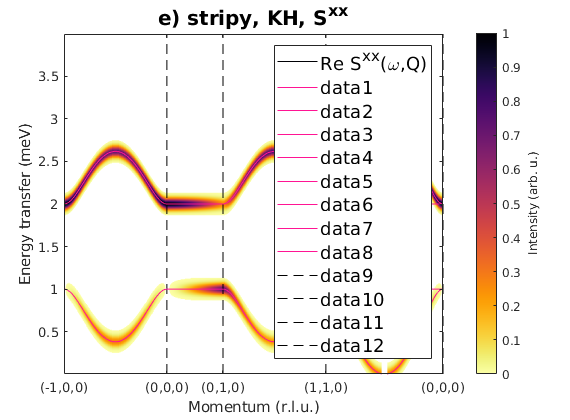 e) stripy, KH, Sxx
Energy transfer (meV)
4
3.5
3
2.5
2
1.5
1
0.5
(-1,0,0)
(0,0,0)
(0,1,0)
(1,1,0)
(0,0,0)
Momentum (r.l.u.)
Re Sxx(ω,Q)
data1
data2
data3
data4
data5
data6
data7
data8
data9
data10
data11
data12
1
0.9
0.8
0.7
0.6
0.5
0.4
0.3
0.2
0.1
0
Intensity (arb. u.)